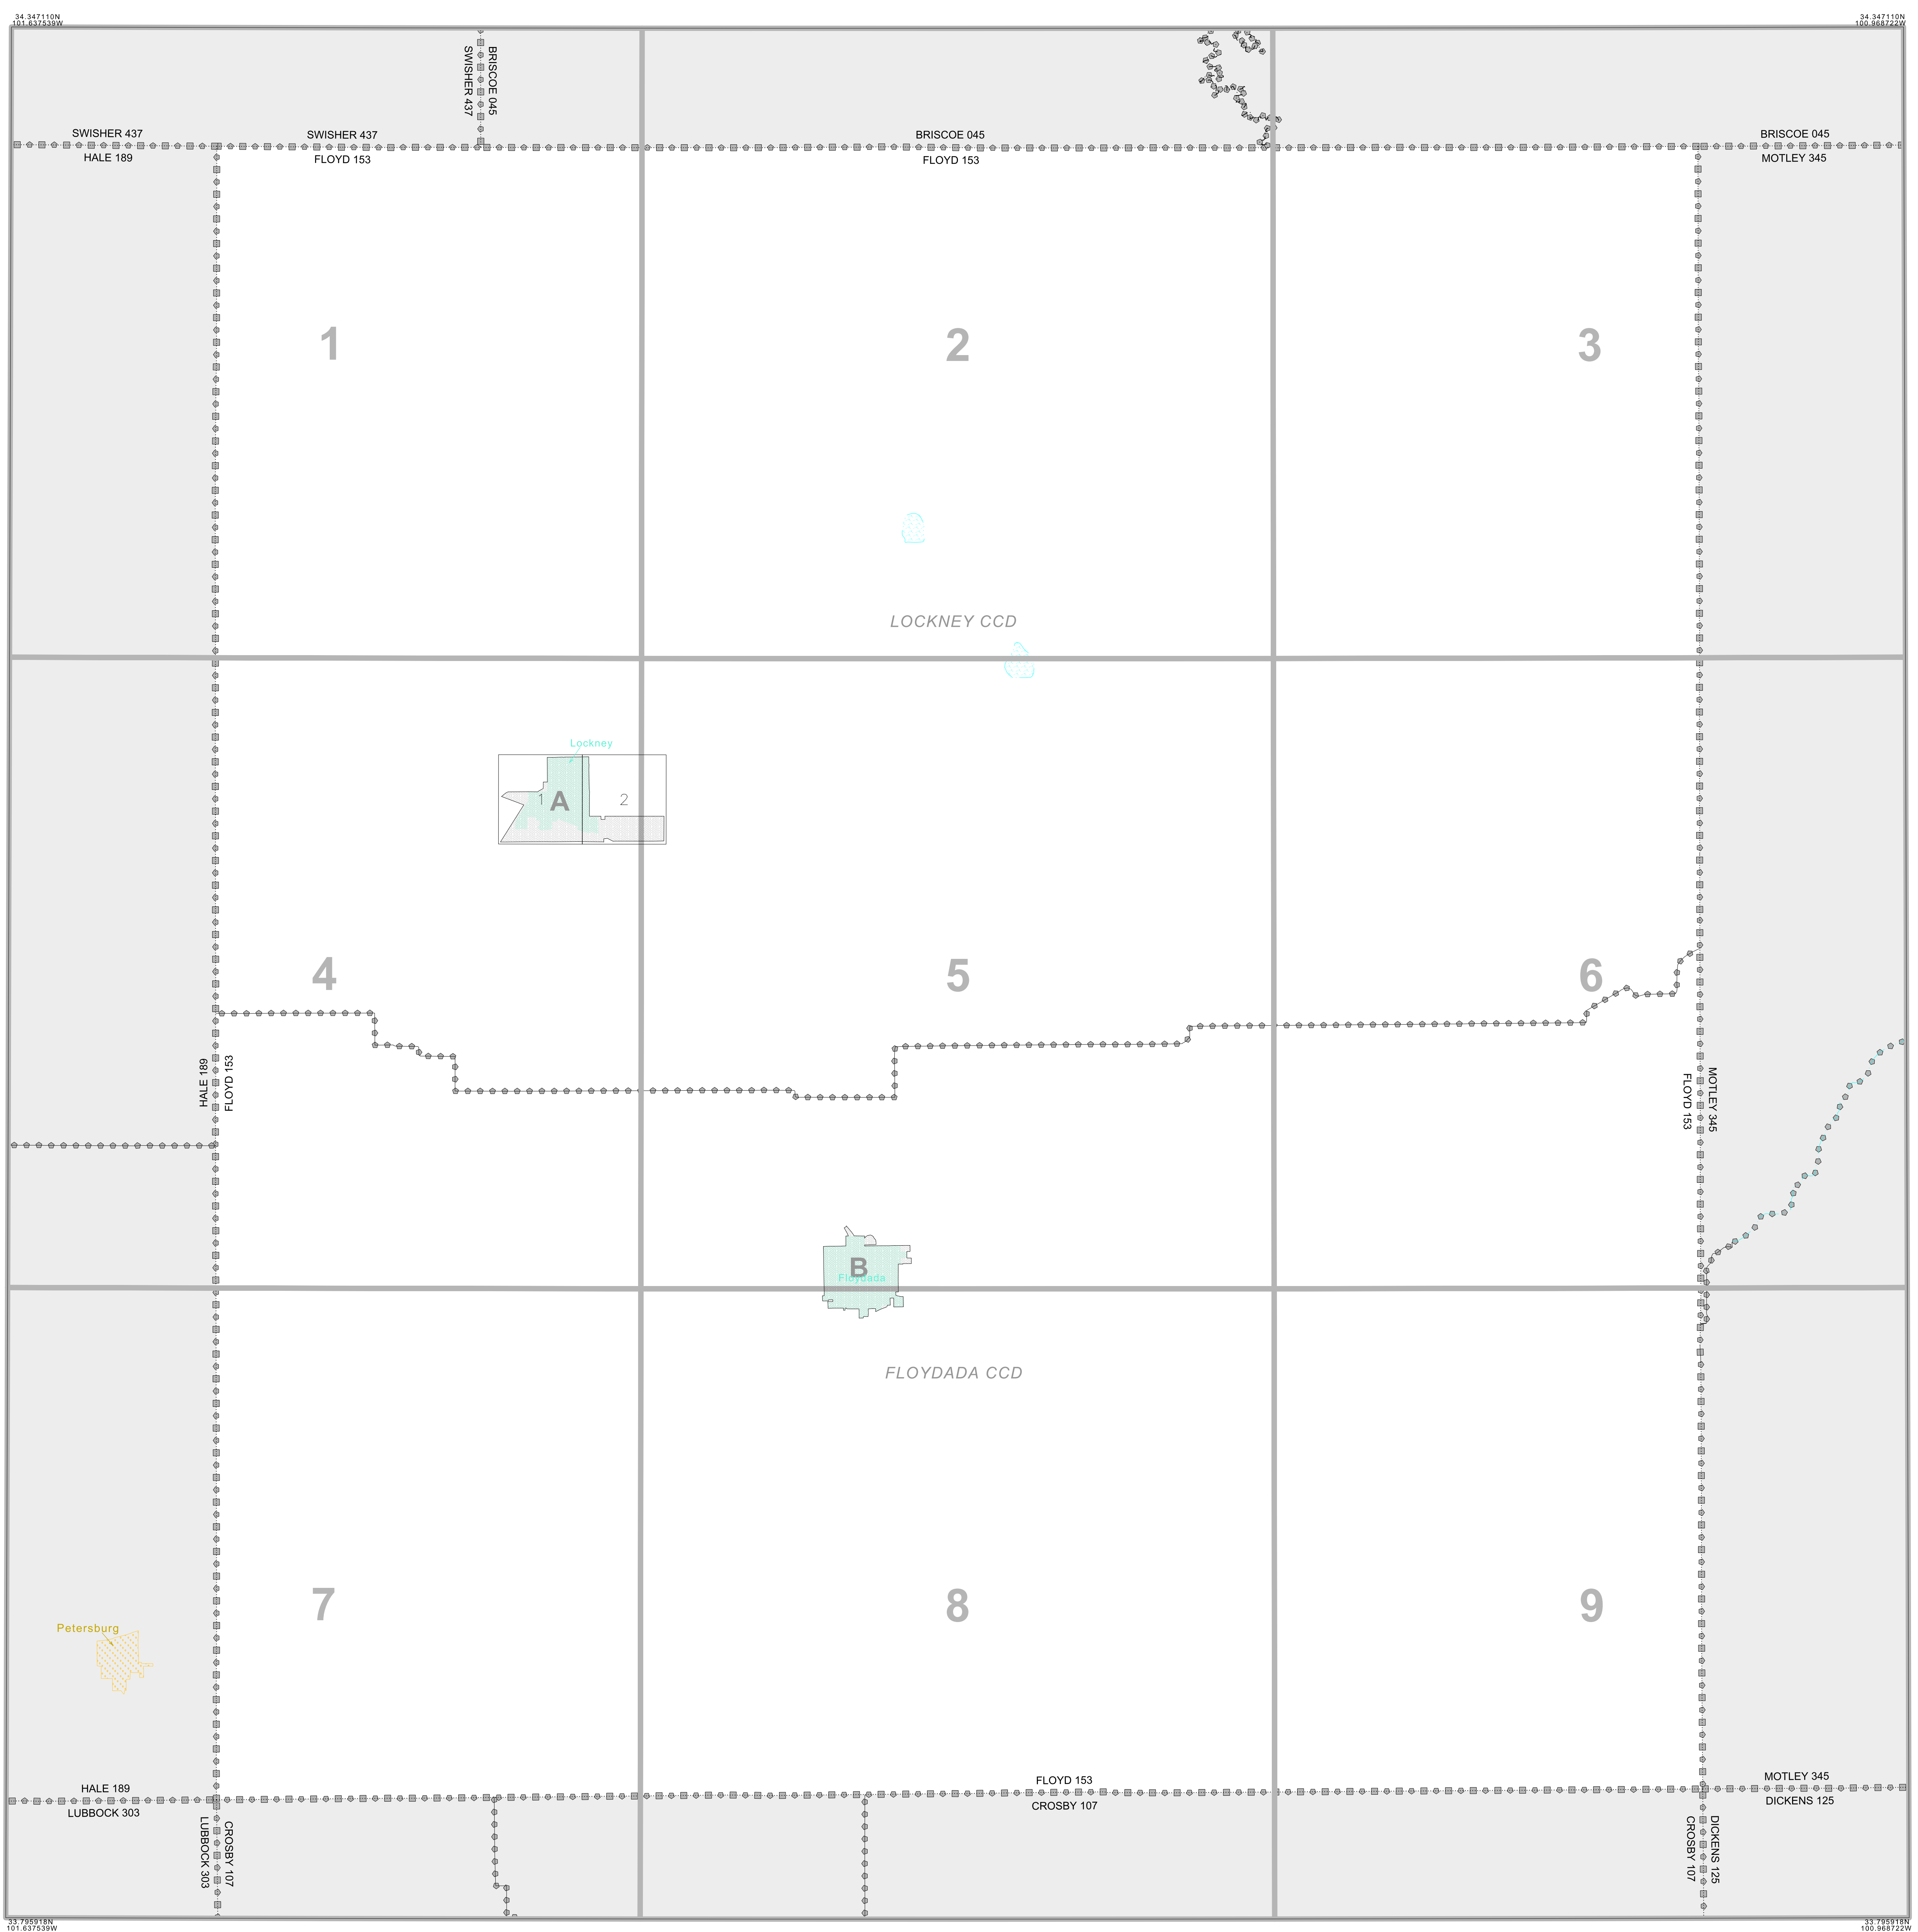 34.347110N
101.637539W
34.347110N
100.968722W
SWISHER 437
BRISCOE 045
SWISHER 437
HALE 189
SWISHER 437
FLOYD 153
BRISCOE 045
FLOYD 153
BRISCOE 045
MOTLEY 345
1
2
3
LOCKNEY CCD
Lockney
1
A
2
4
5
6
HALE 189
FLOYD 153
FLOYD 153
MOTLEY 345
B
Floydada
FLOYDADA CCD
7
8
9
Petersburg
HALE 189
LUBBOCK 303
FLOYD 153
CROSBY 107
MOTLEY 345
DICKENS 125
LUBBOCK 303
CROSBY 107
CROSBY 107
DICKENS 125
33.795918N
101.637539W
33.795918N
100.968722W